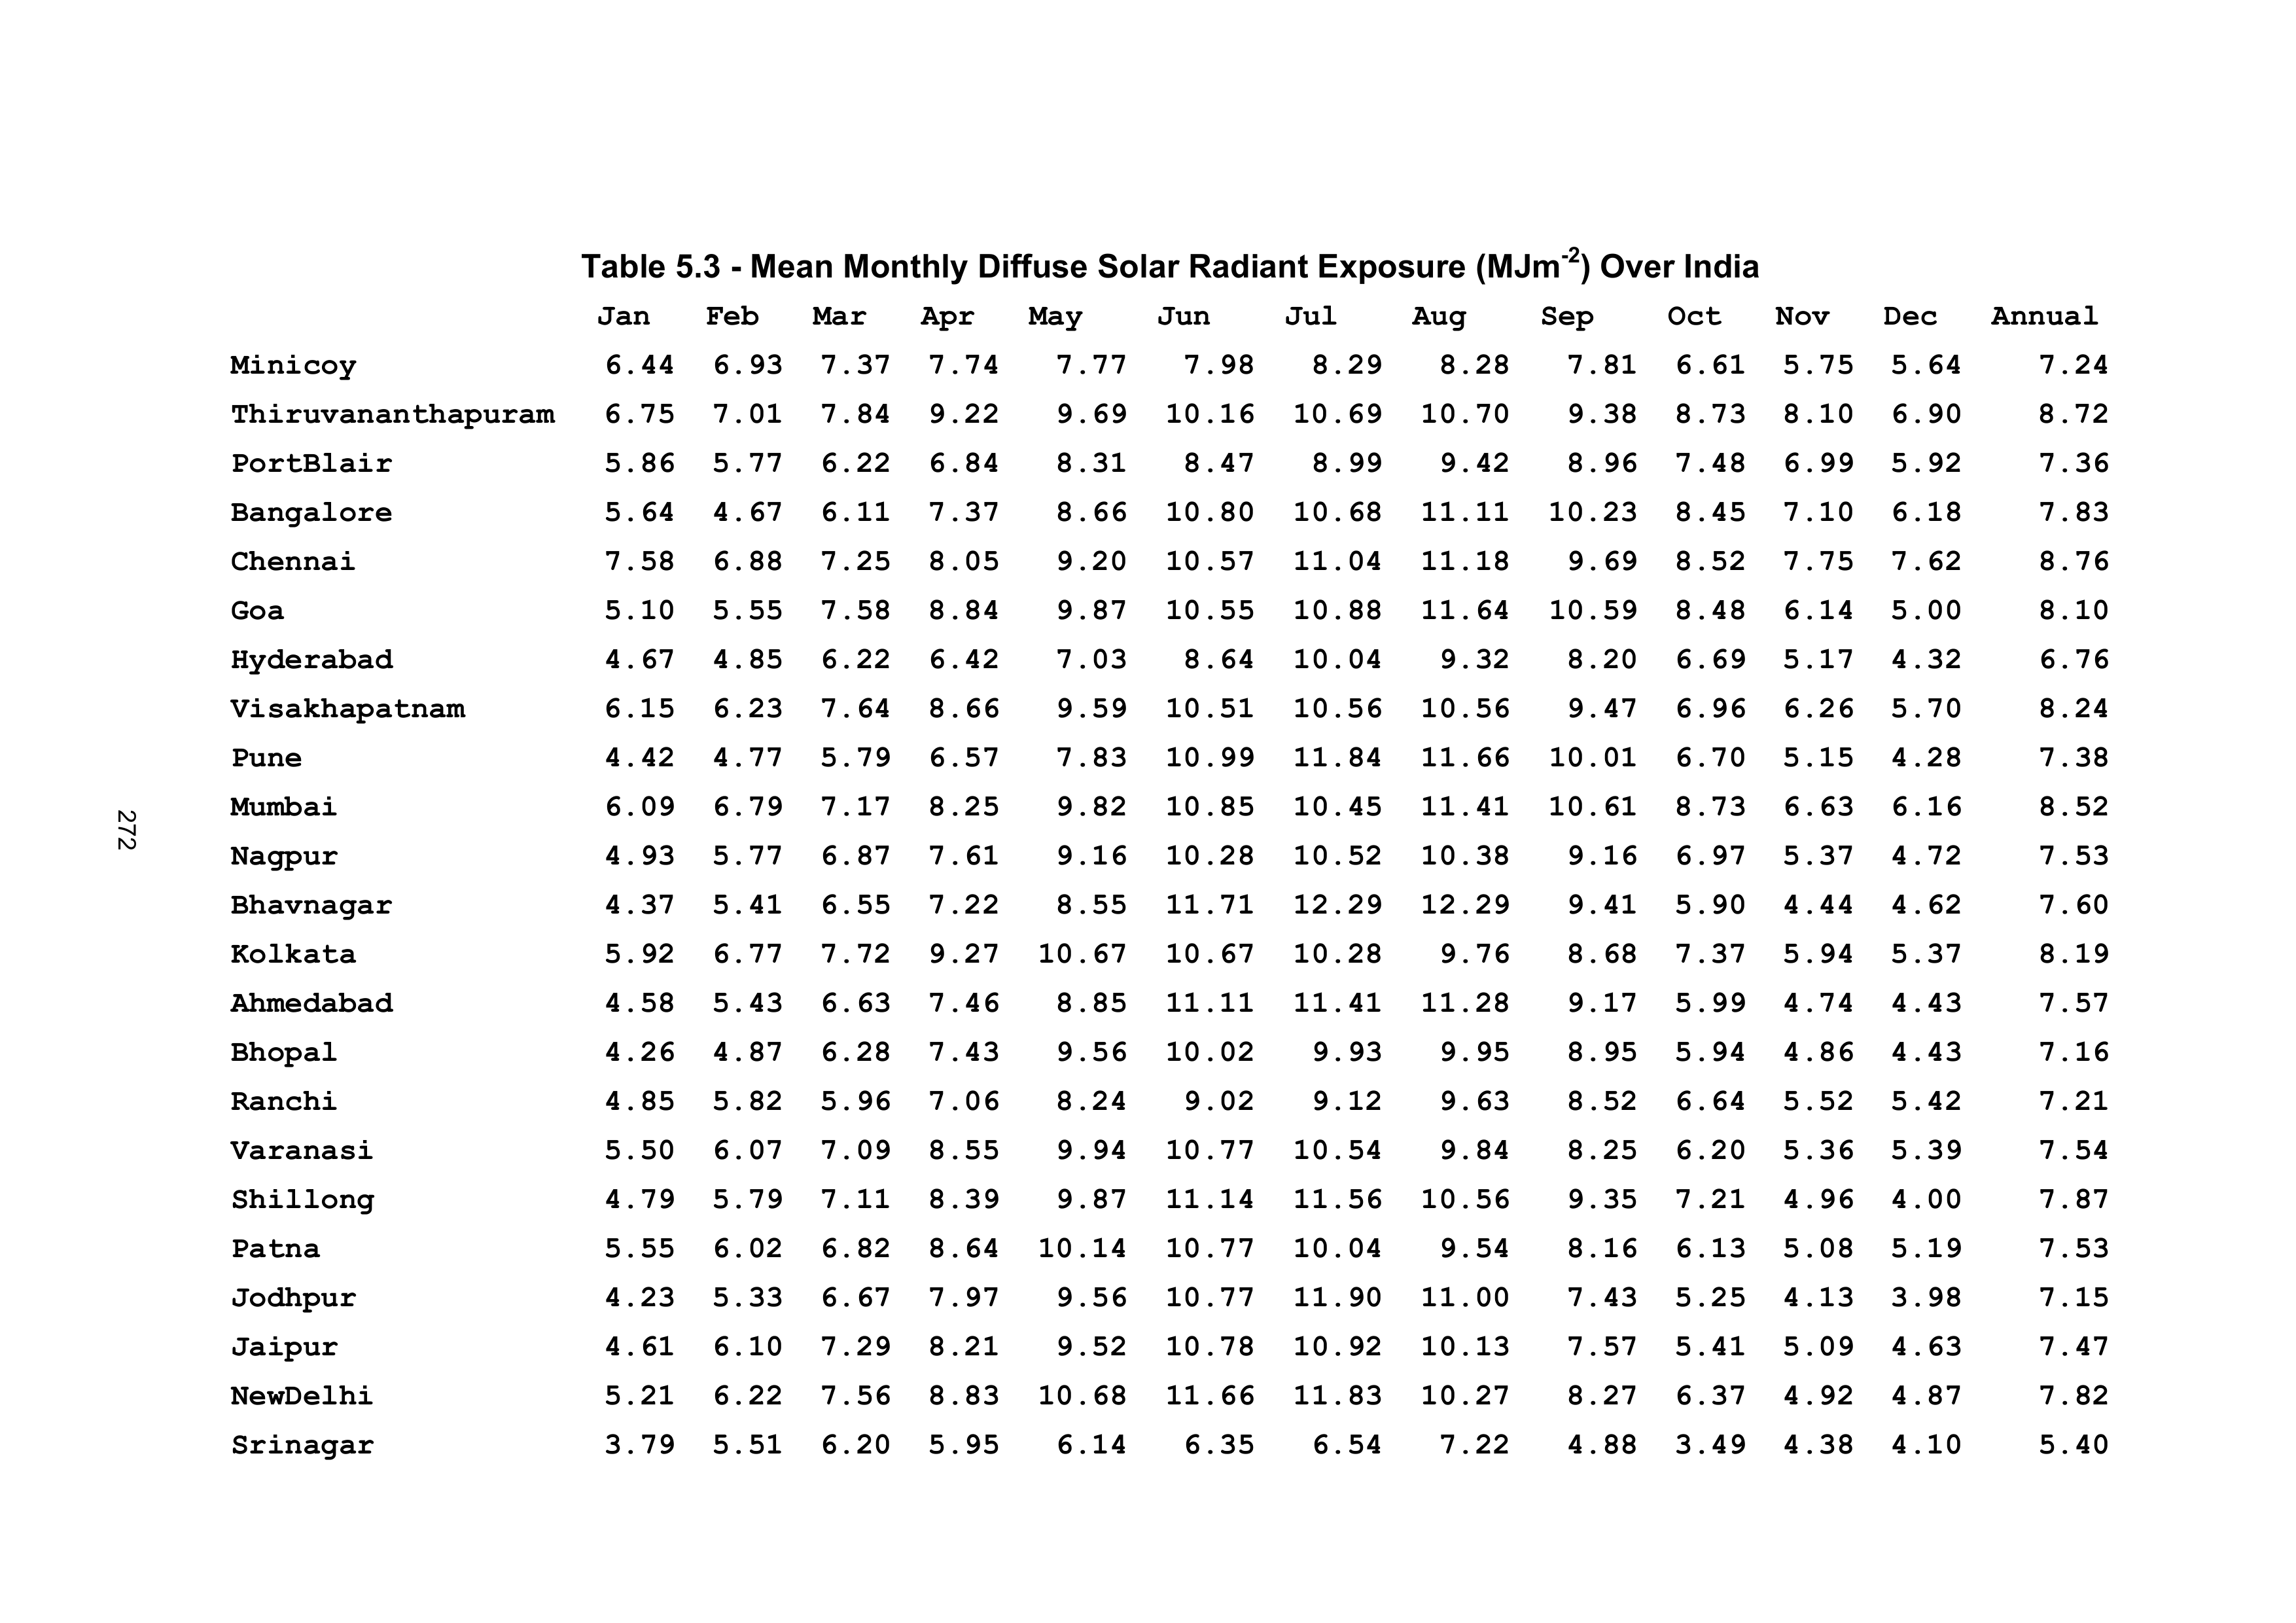 Table 5.3 - Mean Monthly Diffuse Solar Radiant Exposure (MJm-2) Over India
Jan Feb Mar Apr May Jun Jul Aug Sep Oct Nov Dec Annual
Minicoy 6.44 6.93 7.37 7.74 7.77 7.98 8.29 8.28 7.81 6.61 5.75 5.64 7.24
Thiruvananthapuram 6.75 7.01 7.84 9.22 9.69 10.16 10.69 10.70 9.38 8.73 8.10 6.90 8.72
PortBlair 5.86 5.77 6.22 6.84 8.31 8.47 8.99 9.42 8.96 7.48 6.99 5.92 7.36
Bangalore 5.64 4.67 6.11 7.37 8.66 10.80 10.68 11.11 10.23 8.45 7.10 6.18 7.83
Chennai 7.58 6.88 7.25 8.05 9.20 10.57 11.04 11.18 9.69 8.52 7.75 7.62 8.76
Goa 5.10 5.55 7.58 8.84 9.87 10.55 10.88 11.64 10.59 8.48 6.14 5.00 8.10
Hyderabad 4.67 4.85 6.22 6.42 7.03 8.64 10.04 9.32 8.20 6.69 5.17 4.32 6.76
Visakhapatnam 6.15 6.23 7.64 8.66 9.59 10.51 10.56 10.56 9.47 6.96 6.26 5.70 8.24
Pune 4.42 4.77 5.79 6.57 7.83 10.99 11.84 11.66 10.01 6.70 5.15 4.28 7.38
Mumbai 6.09 6.79 7.17 8.25 9.82 10.85 10.45 11.41 10.61 8.73 6.63 6.16 8.52
Nagpur 4.93 5.77 6.87 7.61 9.16 10.28 10.52 10.38 9.16 6.97 5.37 4.72 7.53
Bhavnagar 4.37 5.41 6.55 7.22 8.55 11.71 12.29 12.29 9.41 5.90 4.44 4.62 7.60
Kolkata 5.92 6.77 7.72 9.27 10.67 10.67 10.28 9.76 8.68 7.37 5.94 5.37 8.19
Ahmedabad 4.58 5.43 6.63 7.46 8.85 11.11 11.41 11.28 9.17 5.99 4.74 4.43 7.57
Bhopal 4.26 4.87 6.28 7.43 9.56 10.02 9.93 9.95 8.95 5.94 4.86 4.43 7.16
Ranchi 4.85 5.82 5.96 7.06 8.24 9.02 9.12 9.63 8.52 6.64 5.52 5.42 7.21
Varanasi 5.50 6.07 7.09 8.55 9.94 10.77 10.54 9.84 8.25 6.20 5.36 5.39 7.54
Shillong 4.79 5.79 7.11 8.39 9.87 11.14 11.56 10.56 9.35 7.21 4.96 4.00 7.87
Patna 5.55 6.02 6.82 8.64 10.14 10.77 10.04 9.54 8.16 6.13 5.08 5.19 7.53
Jodhpur 4.23 5.33 6.67 7.97 9.56 10.77 11.90 11.00 7.43 5.25 4.13 3.98 7.15
Jaipur 4.61 6.10 7.29 8.21 9.52 10.78 10.92 10.13 7.57 5.41 5.09 4.63 7.47
NewDelhi 5.21 6.22 7.56 8.83 10.68 11.66 11.83 10.27 8.27 6.37 4.92 4.87 7.82
Srinagar 3.79 5.51 6.20 5.95 6.14 6.35 6.54 7.22 4.88 3.49 4.38 4.10 5.40
272